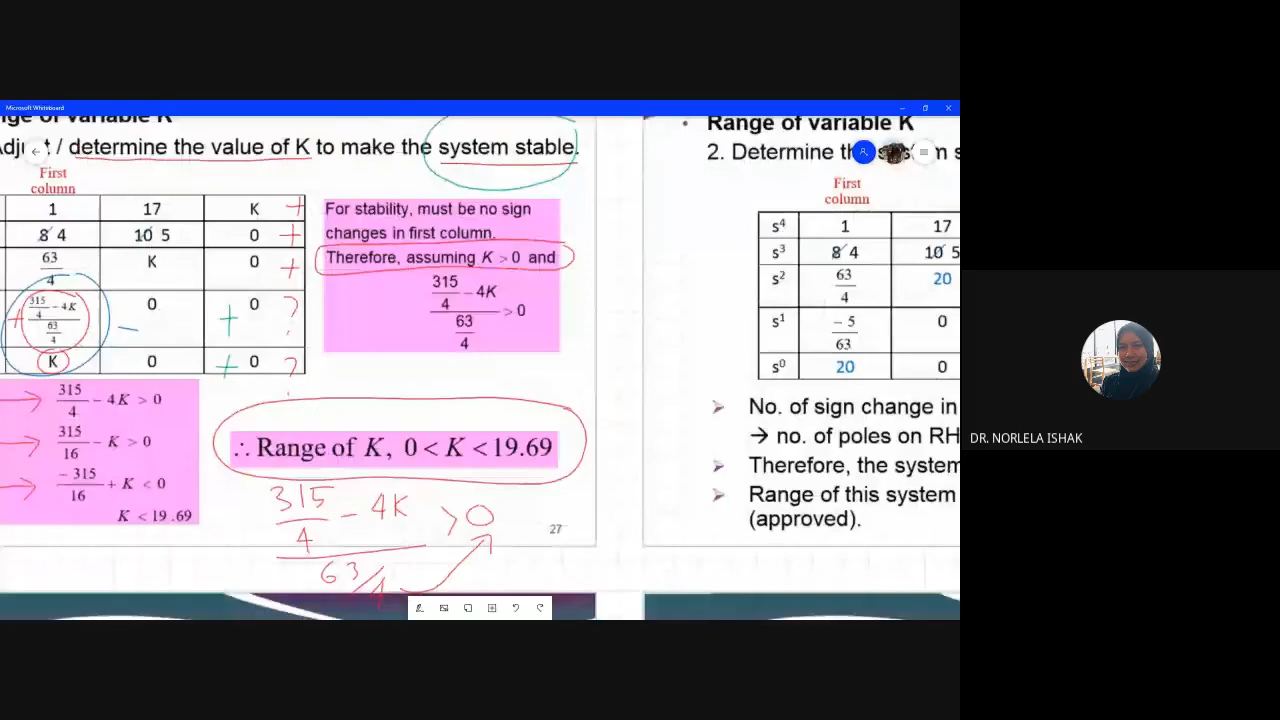 Microsoft Whiteboard
nge of variable K
Adju t / determine the value of K to make the system stable.
First
column
1 17 K +
8 4 10 5 0 +
63/4 K 0 +
+ (315/4 − 4K)/(63/4) − 0 + 0 ?
K 0 + 0 ?
For stability, must be no sign
changes in first column.
Therefore, assuming K > 0 and
(315/4 − 4K)/(63/4) > 0
315/4 − 4K > 0
315/16 − K > 0
−315/16 + K < 0
K < 19.69
∴ Range of K, 0 < K < 19.69
(315/4 − 4K)/(63/4) > 0
27
• Range of variable K
2. Determine th m s
First
column
s⁴ 1 17
s³ 8 4 10 5
s² 63/4 20
s¹ −5/63 0
s⁰ 20 0
➢ No. of sign change in
→ no. of poles on RH
➢ Therefore, the system
➢ Range of this system
(approved).
DR. NORLELA ISHAK